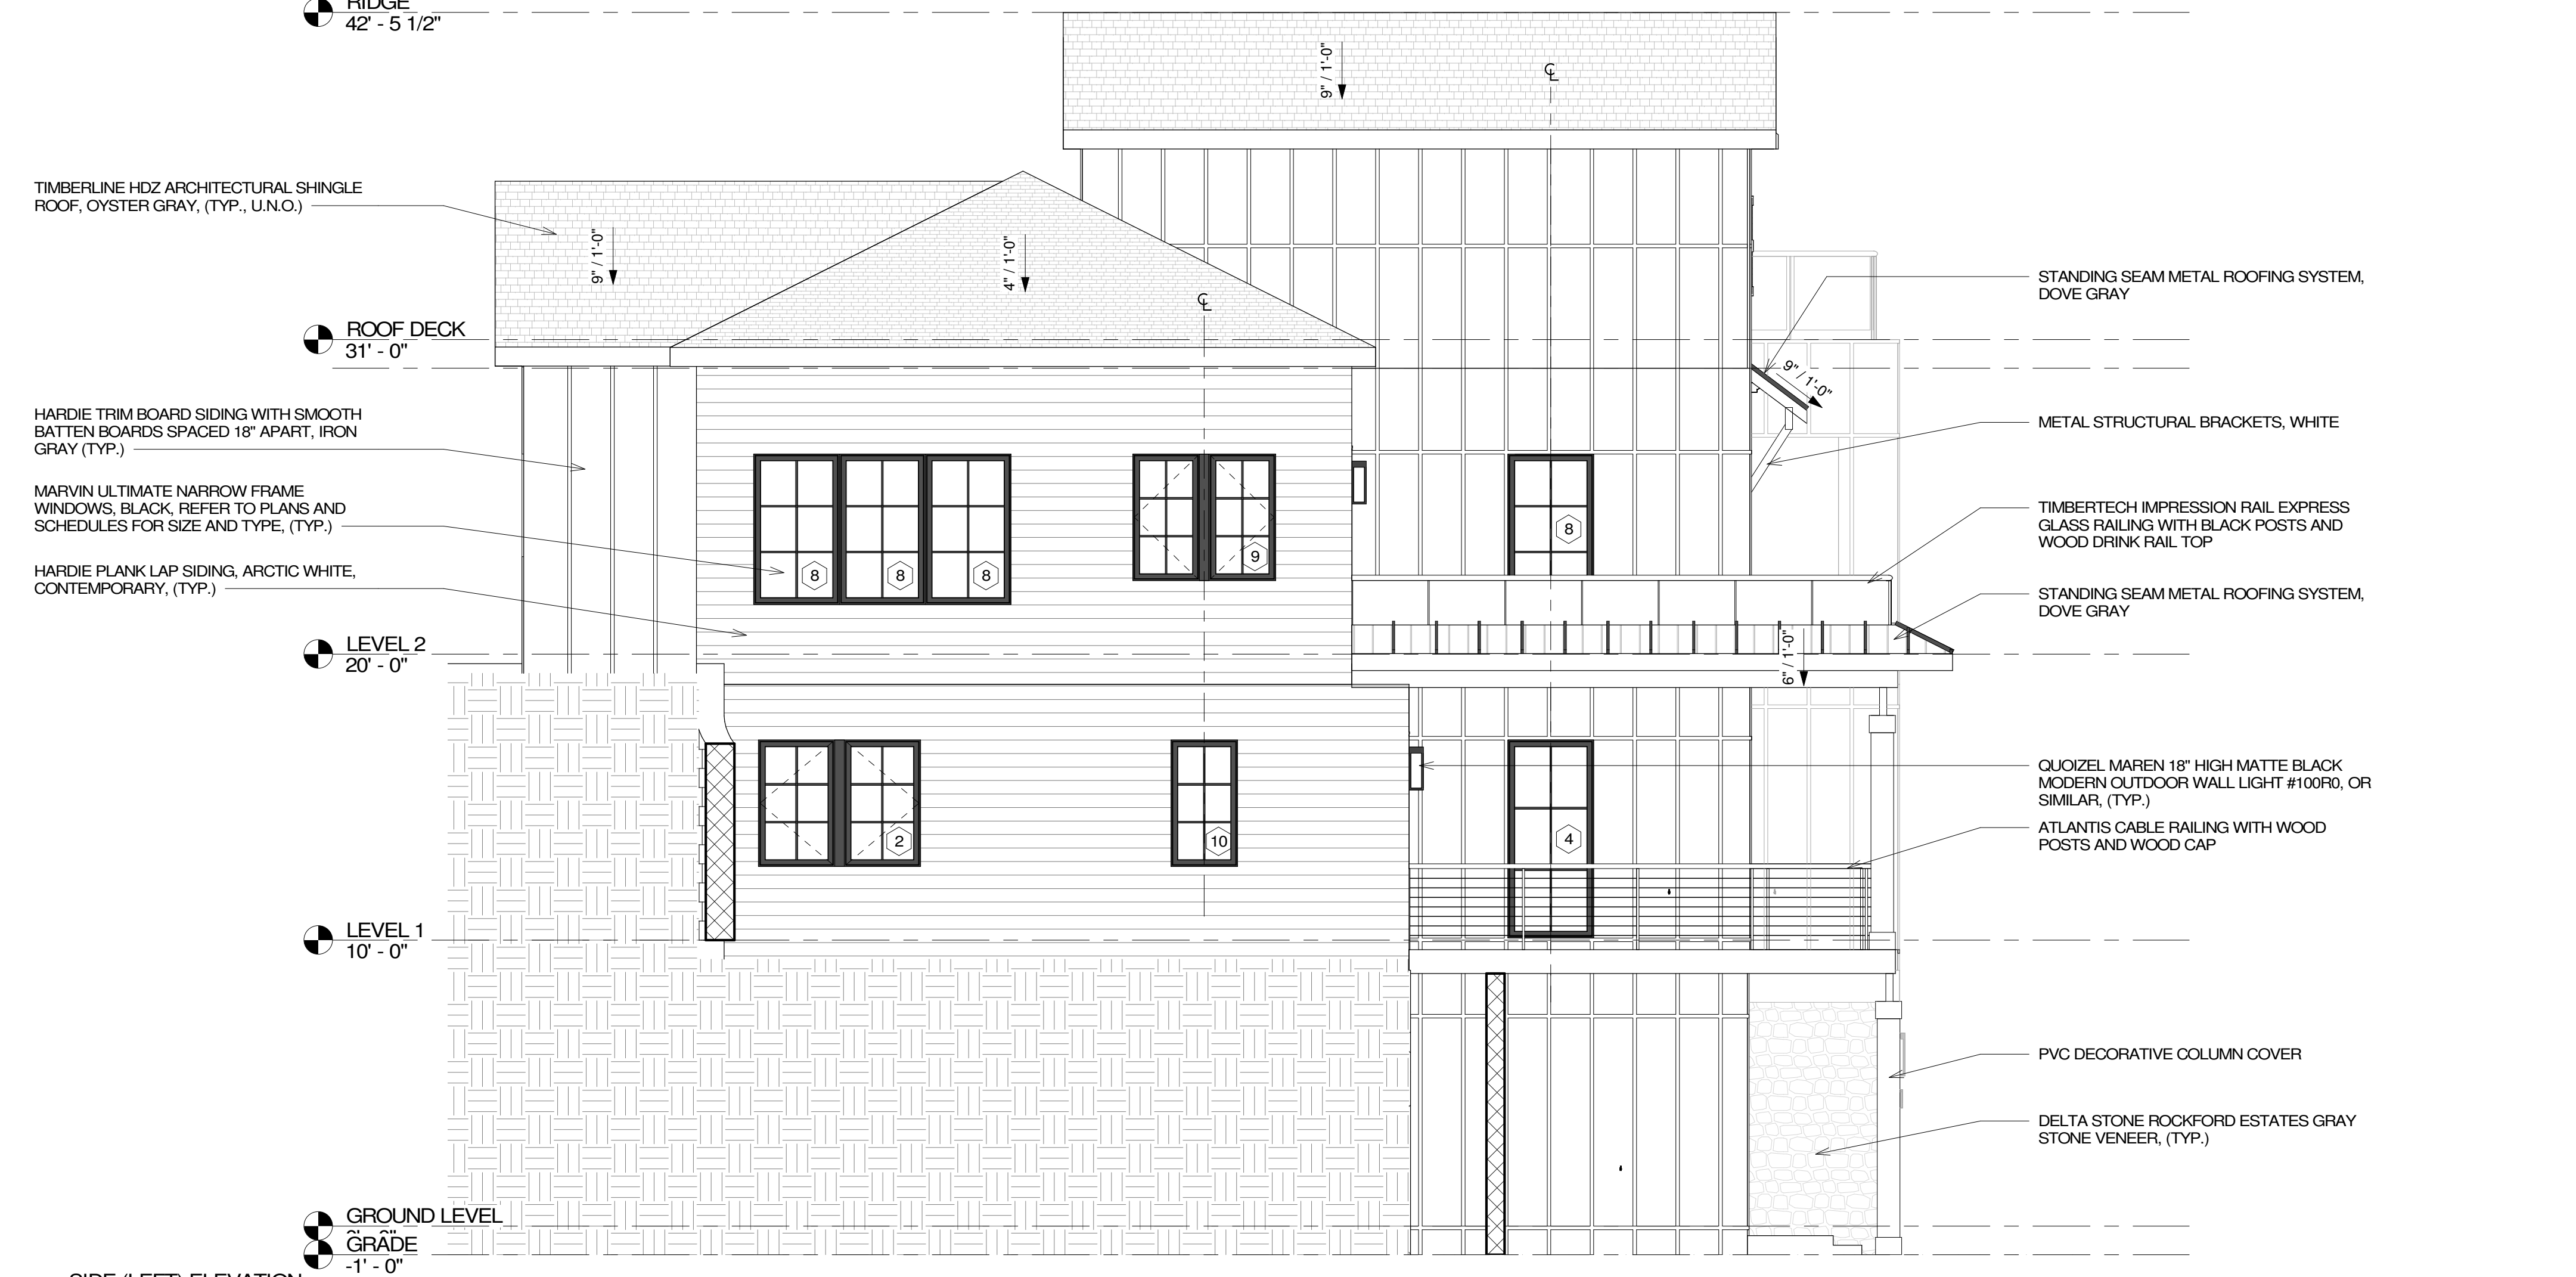 RIDGE
42' - 5 1/2"
9" / 1'-0"
CL
TIMBERLINE HDZ ARCHITECTURAL SHINGLE
ROOF, OYSTER GRAY, (TYP., U.N.O.)
9" / 1'-0"
4" / 1'-0"
CL
STANDING SEAM METAL ROOFING SYSTEM,
DOVE GRAY
ROOF DECK
31' - 0"
9" / 1'-0"
HARDIE TRIM BOARD SIDING WITH SMOOTH
BATTEN BOARDS SPACED 18" APART, IRON
GRAY (TYP.)
METAL STRUCTURAL BRACKETS, WHITE
MARVIN ULTIMATE NARROW FRAME
WINDOWS, BLACK, REFER TO PLANS AND
SCHEDULES FOR SIZE AND TYPE, (TYP.)
TIMBERTECH IMPRESSION RAIL EXPRESS
GLASS RAILING WITH BLACK POSTS AND
WOOD DRINK RAIL TOP
8
8
8
9
8
HARDIE PLANK LAP SIDING, ARCTIC WHITE,
CONTEMPORARY, (TYP.)
STANDING SEAM METAL ROOFING SYSTEM,
DOVE GRAY
LEVEL 2
20' - 0"
6" / 1'-0"
QUOIZEL MAREN 18" HIGH MATTE BLACK
MODERN OUTDOOR WALL LIGHT #100R0, OR
SIMILAR, (TYP.)
2
10
4
ATLANTIS CABLE RAILING WITH WOOD
POSTS AND WOOD CAP
LEVEL 1
10' - 0"
PVC DECORATIVE COLUMN COVER
DELTA STONE ROCKFORD ESTATES GRAY
STONE VENEER, (TYP.)
GROUND LEVEL
GRADE
-1' - 0"
SIDE (LEFT) ELEVATION